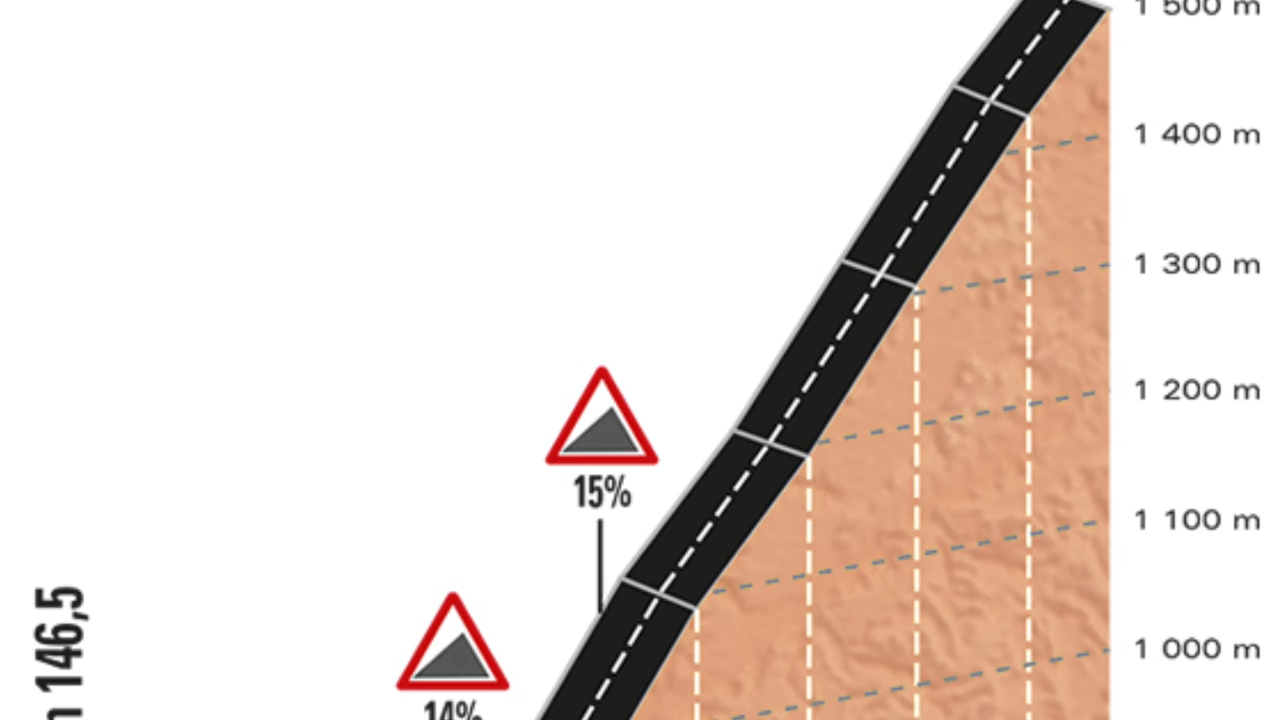 1 500 m
1 400 m
1 300 m
1 200 m
15%
1 100 m
146,5
1 000 m
14%